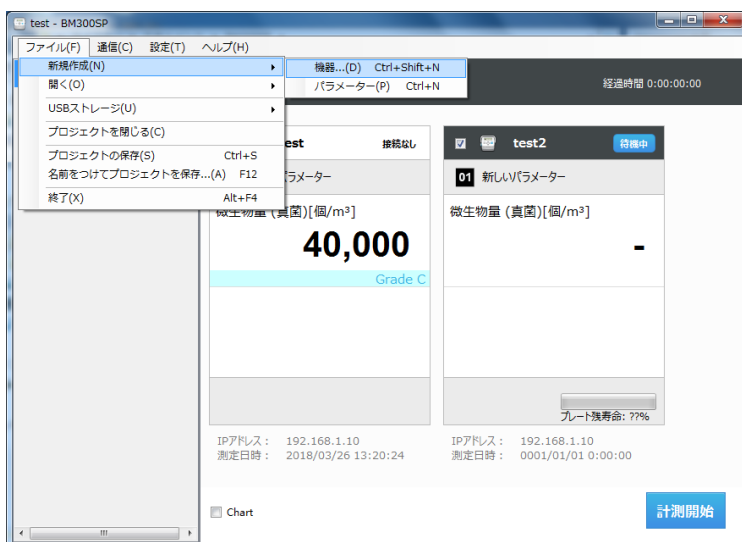 test - BM300SP
ファイル(F) 通信(C) 設定(T) ヘルプ(H)
新規作成(N)
開く(O)
USBストレージ(U)
プロジェクトを閉じる(C)
プロジェクトの保存(S) Ctrl+S
名前をつけてプロジェクトを保存...(A) F12
終了(X) Alt+F4
機器...(D) Ctrl+Shift+N
パラメーター(P) Ctrl+N
経過時間 0:00:00:00
est 接続なし
ラメーター
微生物量 (真菌)[個/m³]
40,000
Grade C
IPアドレス : 192.168.1.10
測定日時 : 2018/03/26 13:20:24
test2 待機中
01 新しいパラメーター
微生物量 (真菌)[個/m³]
-
プレート残寿命: ??%
IPアドレス : 192.168.1.10
測定日時 : 0001/01/01 0:00:00
Chart
計測開始